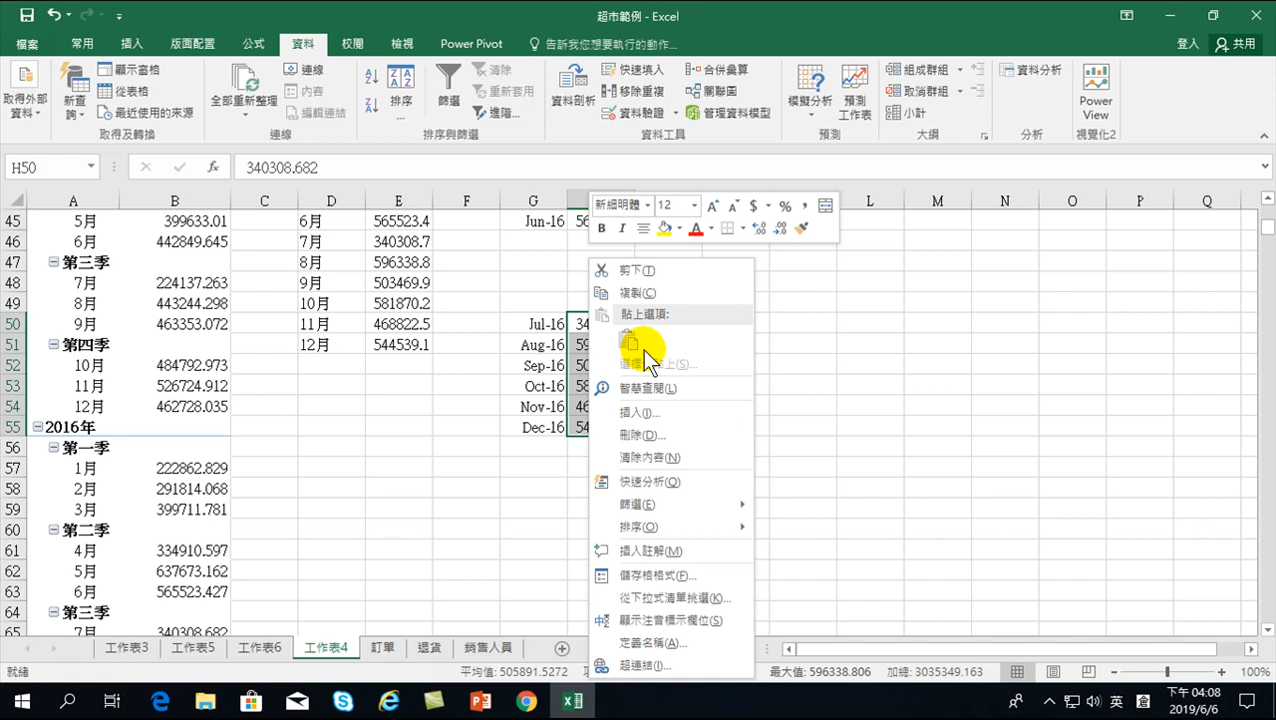 超市範例 - Excel
檔案 常用 插入 版面配置 公式 資料 校閱 檢視 Power Pivot 告訴我您想要執行的動作... 登入 共用
取得外部資料 新查詢 顯示窗格 從表格 最近使用的來源 全部重新整理 連線 內容 編輯連結 排序... 篩選 清除 重新套用 進階... 資料剖析 快速填入 移除重複 資料驗證 合併彙算 關聯圖 管理資料模型 模擬分析 預測工作表 組成群組 取消群組 小計 資料分析 Power View
取得及轉換 連線 排序與篩選 資料工具 預測 大綱 分析 視覺化2
H50 fx 340308.682
A B C D E F G L M N O P Q
45 5月 399633.01 6月 565523.4 Jun-16 56
46 6月 442849.645 7月 340308.7
47 第三季 8月 596338.8
48 7月 224137.263 9月 503469.9
49 8月 443244.298 10月 581870.2
50 9月 463353.072 11月 468822.5 Jul-16 34
51 第四季 12月 544539.1 Aug-16 59
52 10月 484792.973 Sep-16 50
53 11月 526724.912 Oct-16 58
54 12月 462728.035 Nov-16 46
55 2016年 Dec-16 54
56 第一季
57 1月 222862.829
58 2月 291814.068
59 3月 399711.781
60 第二季
61 4月 334910.597
62 5月 637673.162
63 6月 565523.427
64 第三季
65 7月 340308.682
新細明體 12 A A $ % ,
B I A
剪下(T)
複製(C)
貼上選項:
智慧查閱(L)
插入(I)...
刪除(D)...
清除內容(N)
快速分析(Q)
篩選(E)
排序(O)
插入註解(M)
儲存格格式(F)...
從下拉式清單挑選(K)...
顯示注音標示欄位(S)
定義名稱(A)...
超連結(I)...
工作表3 工作表5 工作表6 工作表4 訂單 退貨 銷售人員
就緒 平均值: 505891.5272 最大值: 596338.806 加總: 3035349.163 100%
英 下午 04:08
2019/6/6